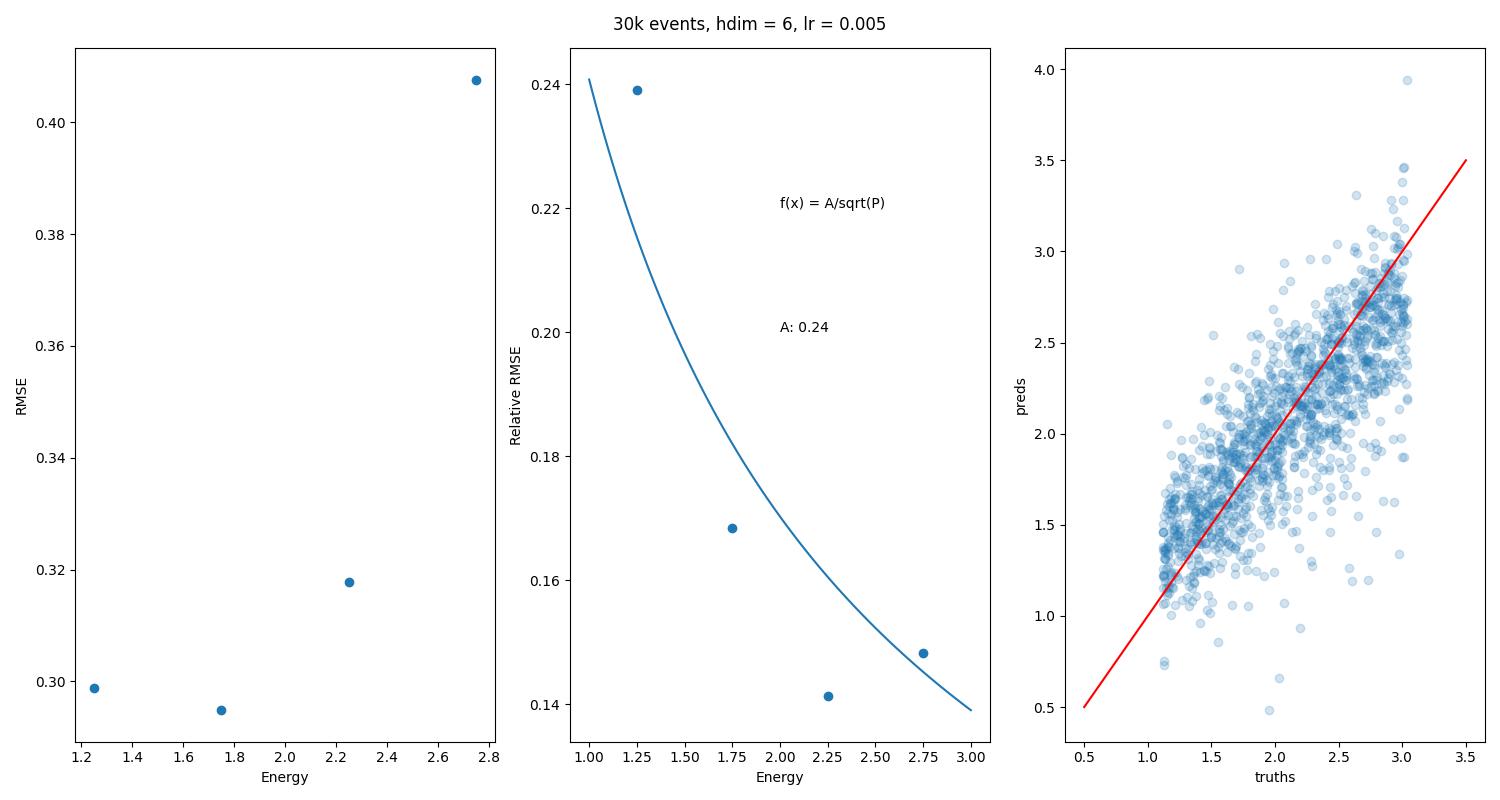 30k events, hdim = 6, lr = 0.005
RMSE
0.40
0.38
0.36
0.34
0.32
0.30
1.2 1.4 1.6 1.8 2.0 2.2 2.4 2.6 2.8
Energy
Relative RMSE
0.24
0.22
0.20
0.18
0.16
0.14
f(x) = A/sqrt(P)
A: 0.24
1.00 1.25 1.50 1.75 2.00 2.25 2.50 2.75 3.00
Energy
preds
4.0
3.5
3.0
2.5
2.0
1.5
1.0
0.5
0.5 1.0 1.5 2.0 2.5 3.0 3.5
truths